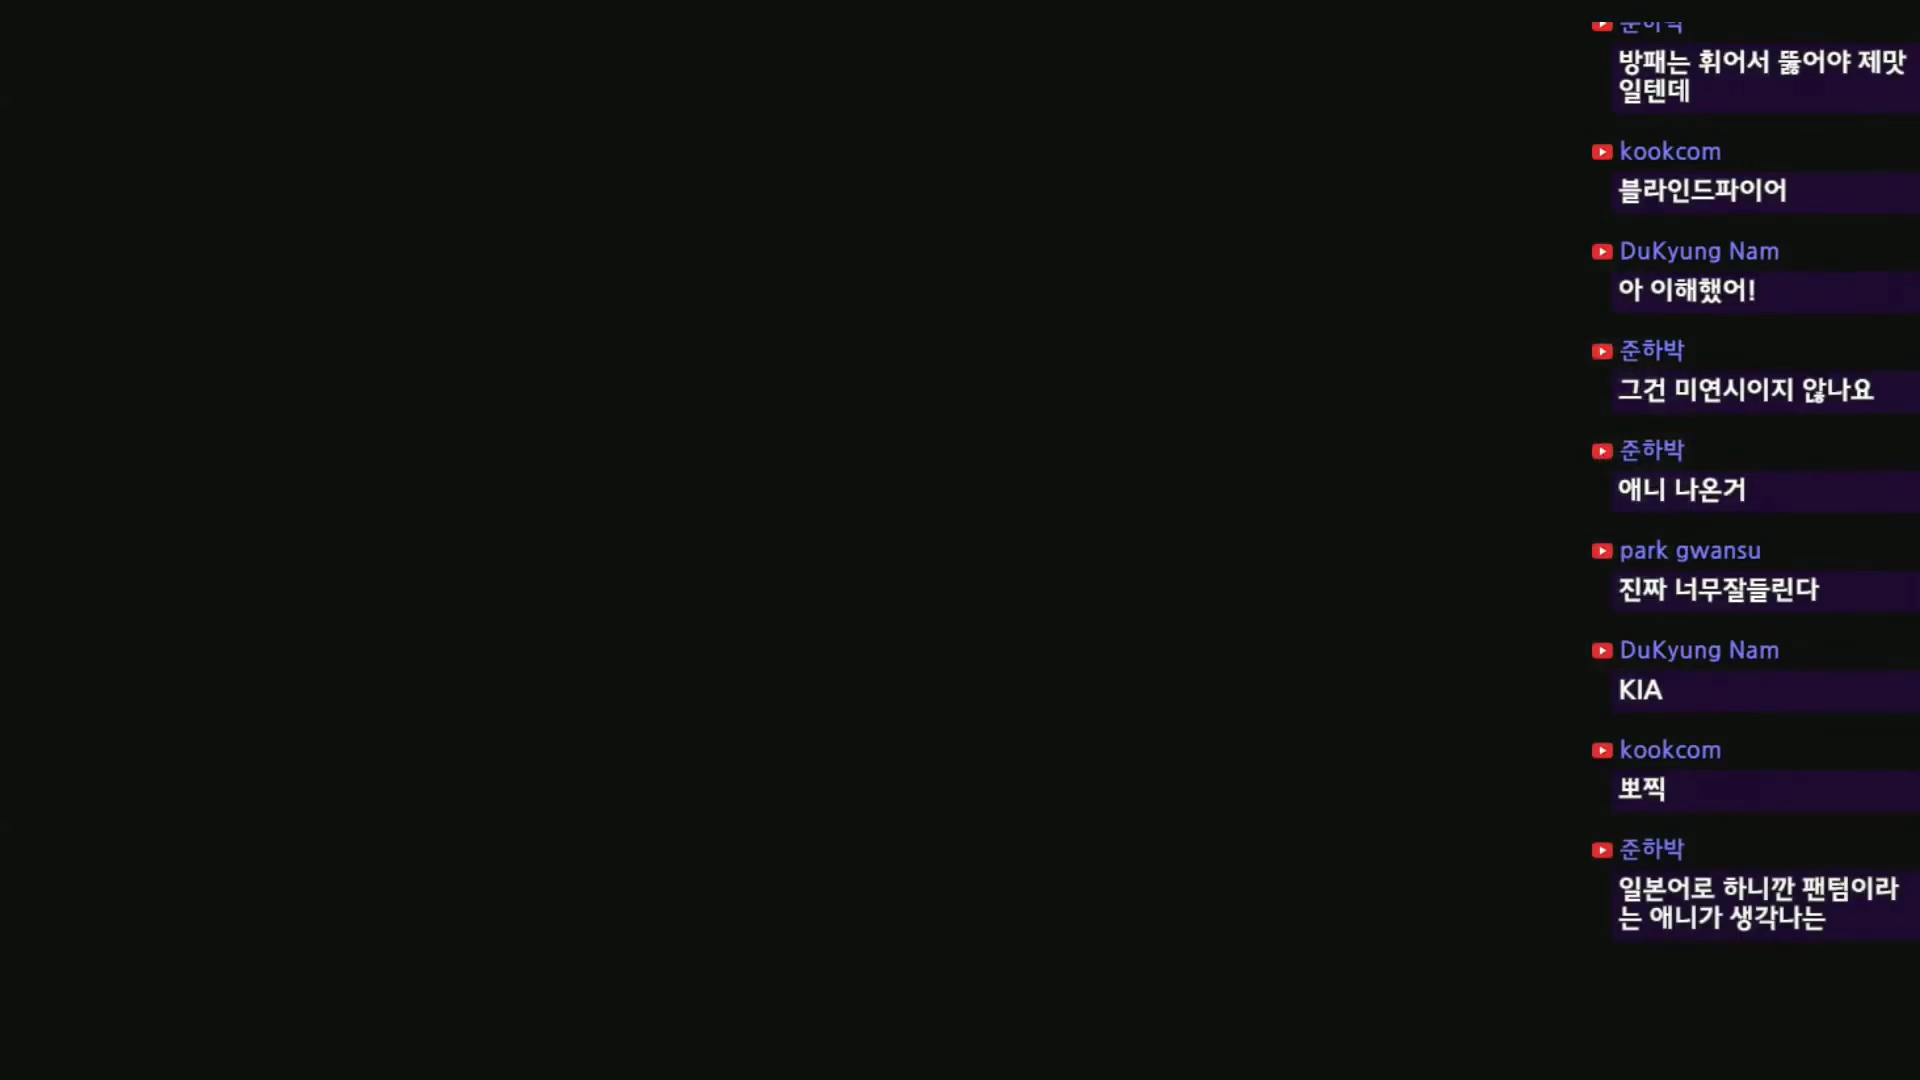 준하박
방패는 휘어서 뚫어야 제맛
일텐데
kookcom
블라인드파이어
DuKyung Nam
아 이해했어!
준하박
그건 미연시이지 않나요
준하박
애니 나온거
park gwansu
진짜 너무잘들린다
DuKyung Nam
KIA
kookcom
뽀찍
준하박
일본어로 하니깐 팬텀이라
는 애니가 생각나는